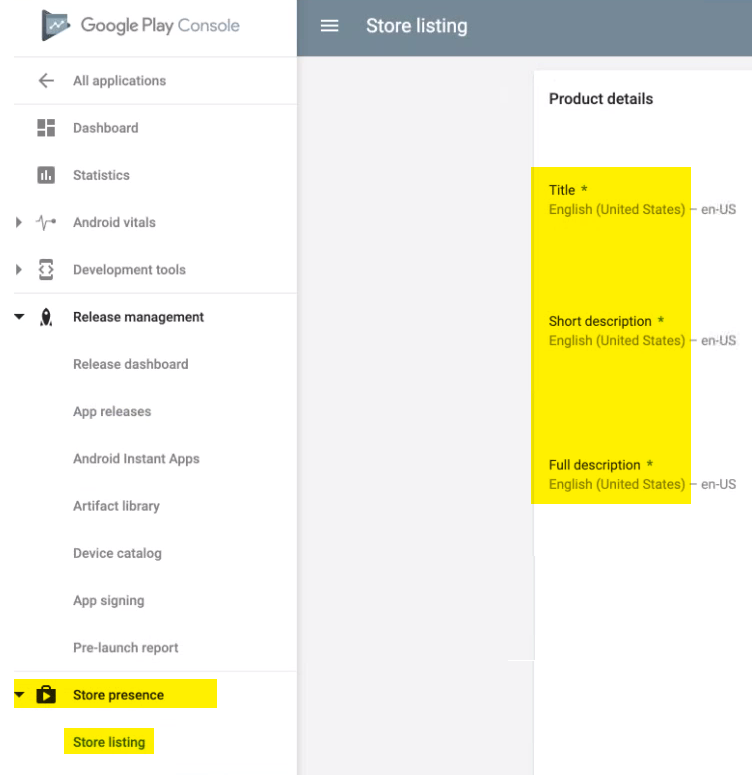 Google Play Console
Store listing
All applications
Dashboard
Statistics
Android vitals
Development tools
Release management
Release dashboard
App releases
Android Instant Apps
Artifact library
Device catalog
App signing
Pre-launch report
Store presence
Store listing
Product details
Title *
English (United States) – en-US
Short description *
English (United States) – en-US
Full description *
English (United States) – en-US